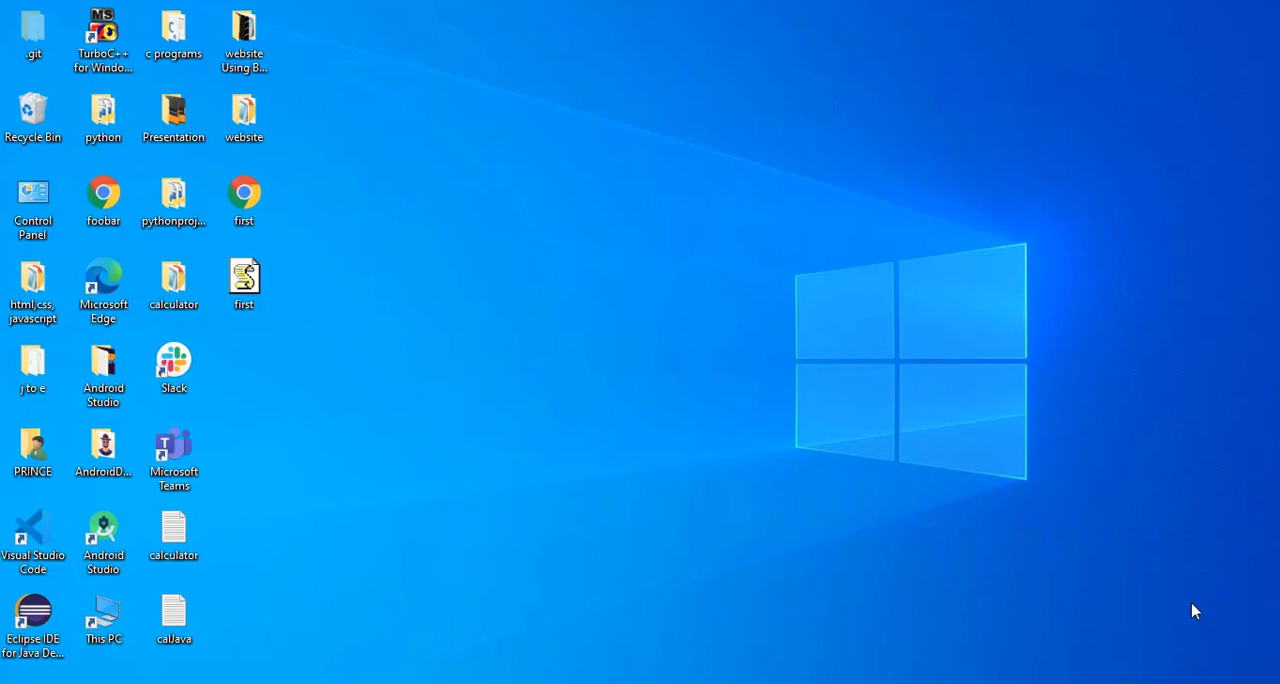 .git
TurboC++
for Windo...
c programs
website
Using B...
Recycle Bin
python
Presentation
website
Control
Panel
foobar
pythonproj...
first
html,css,
javascript
Microsoft
Edge
calculator
first
j to e
Android
Studio
Slack
PRINCE
AndroidD...
Microsoft
Teams
Visual Studio
Code
Android
Studio
calculator
Eclipse IDE
for Java De...
This PC
calJava
MS
T